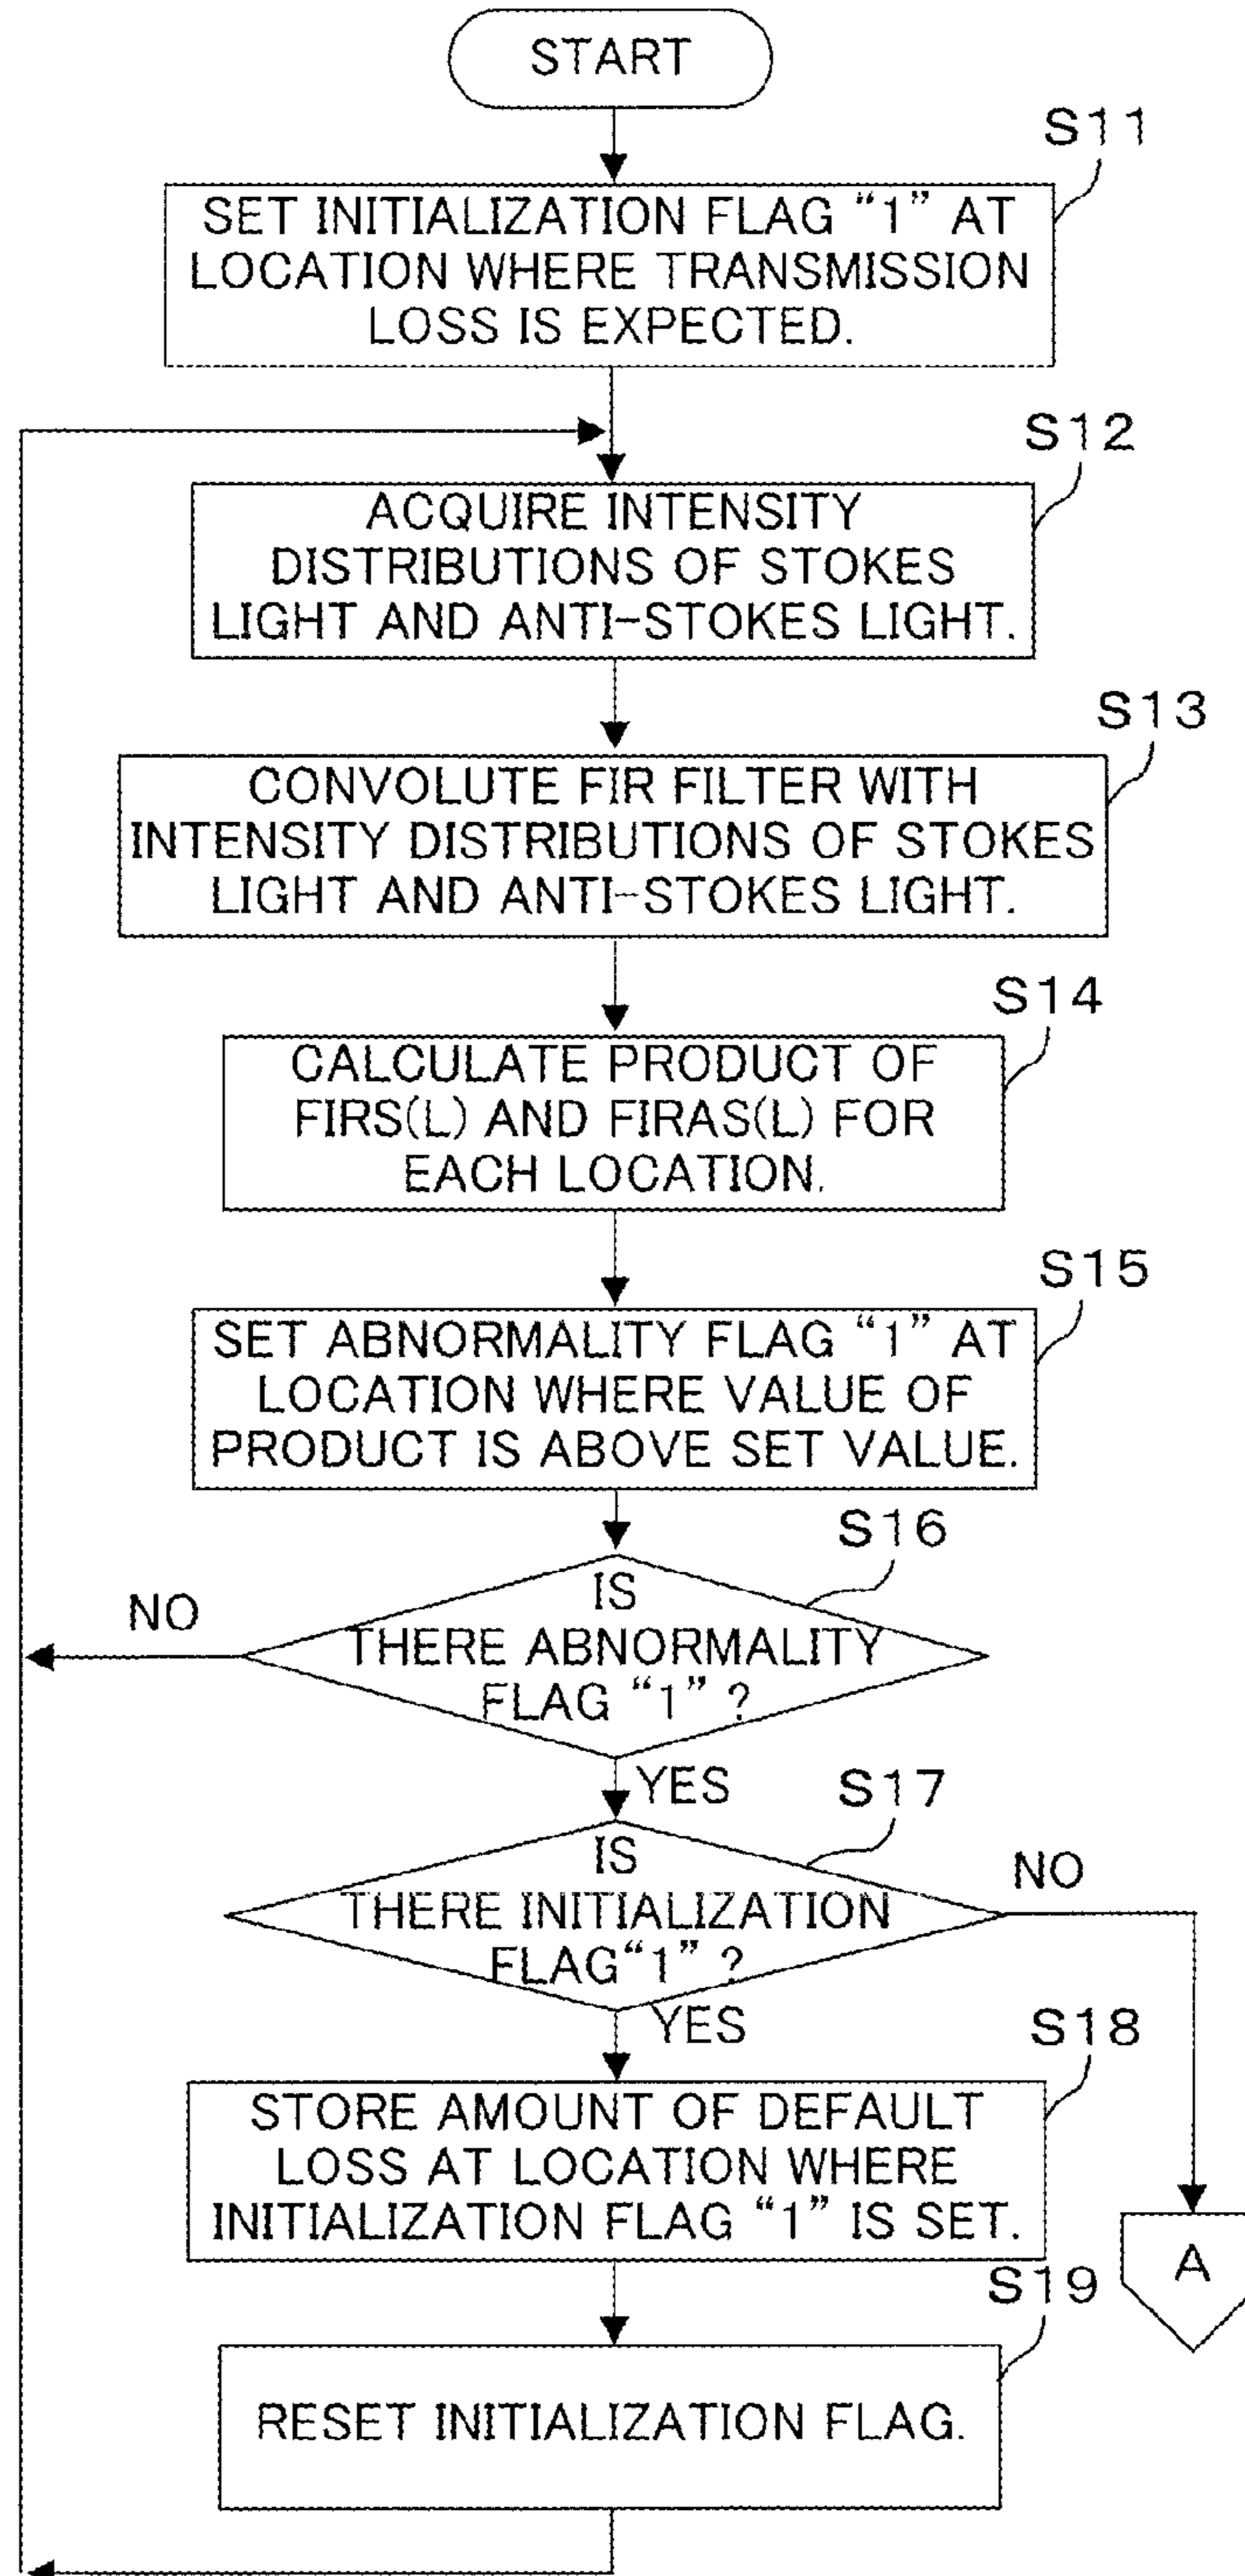 START
S11
SET INITIALIZATION FLAG “1” AT
LOCATION WHERE TRANSMISSION
LOSS IS EXPECTED.
S12
ACQUIRE INTENSITY
DISTRIBUTIONS OF STOKES
LIGHT AND ANTI-STOKES LIGHT.
S13
CONVOLUTE FIR FILTER WITH
INTENSITY DISTRIBUTIONS OF STOKES
LIGHT AND ANTI-STOKES LIGHT.
S14
CALCULATE PRODUCT OF
FIRS(L) AND FIRAS(L) FOR
EACH LOCATION.
S15
SET ABNORMALITY FLAG “1” AT
LOCATION WHERE VALUE OF
PRODUCT IS ABOVE SET VALUE.
S16
NO
IS
THERE ABNORMALITY
FLAG “1” ?
YES
S17
IS
THERE INITIALIZATION
FLAG“1” ?
NO
YES
S18
STORE AMOUNT OF DEFAULT
LOSS AT LOCATION WHERE
INITIALIZATION FLAG “1” IS SET.
A
S19
RESET INITIALIZATION FLAG.